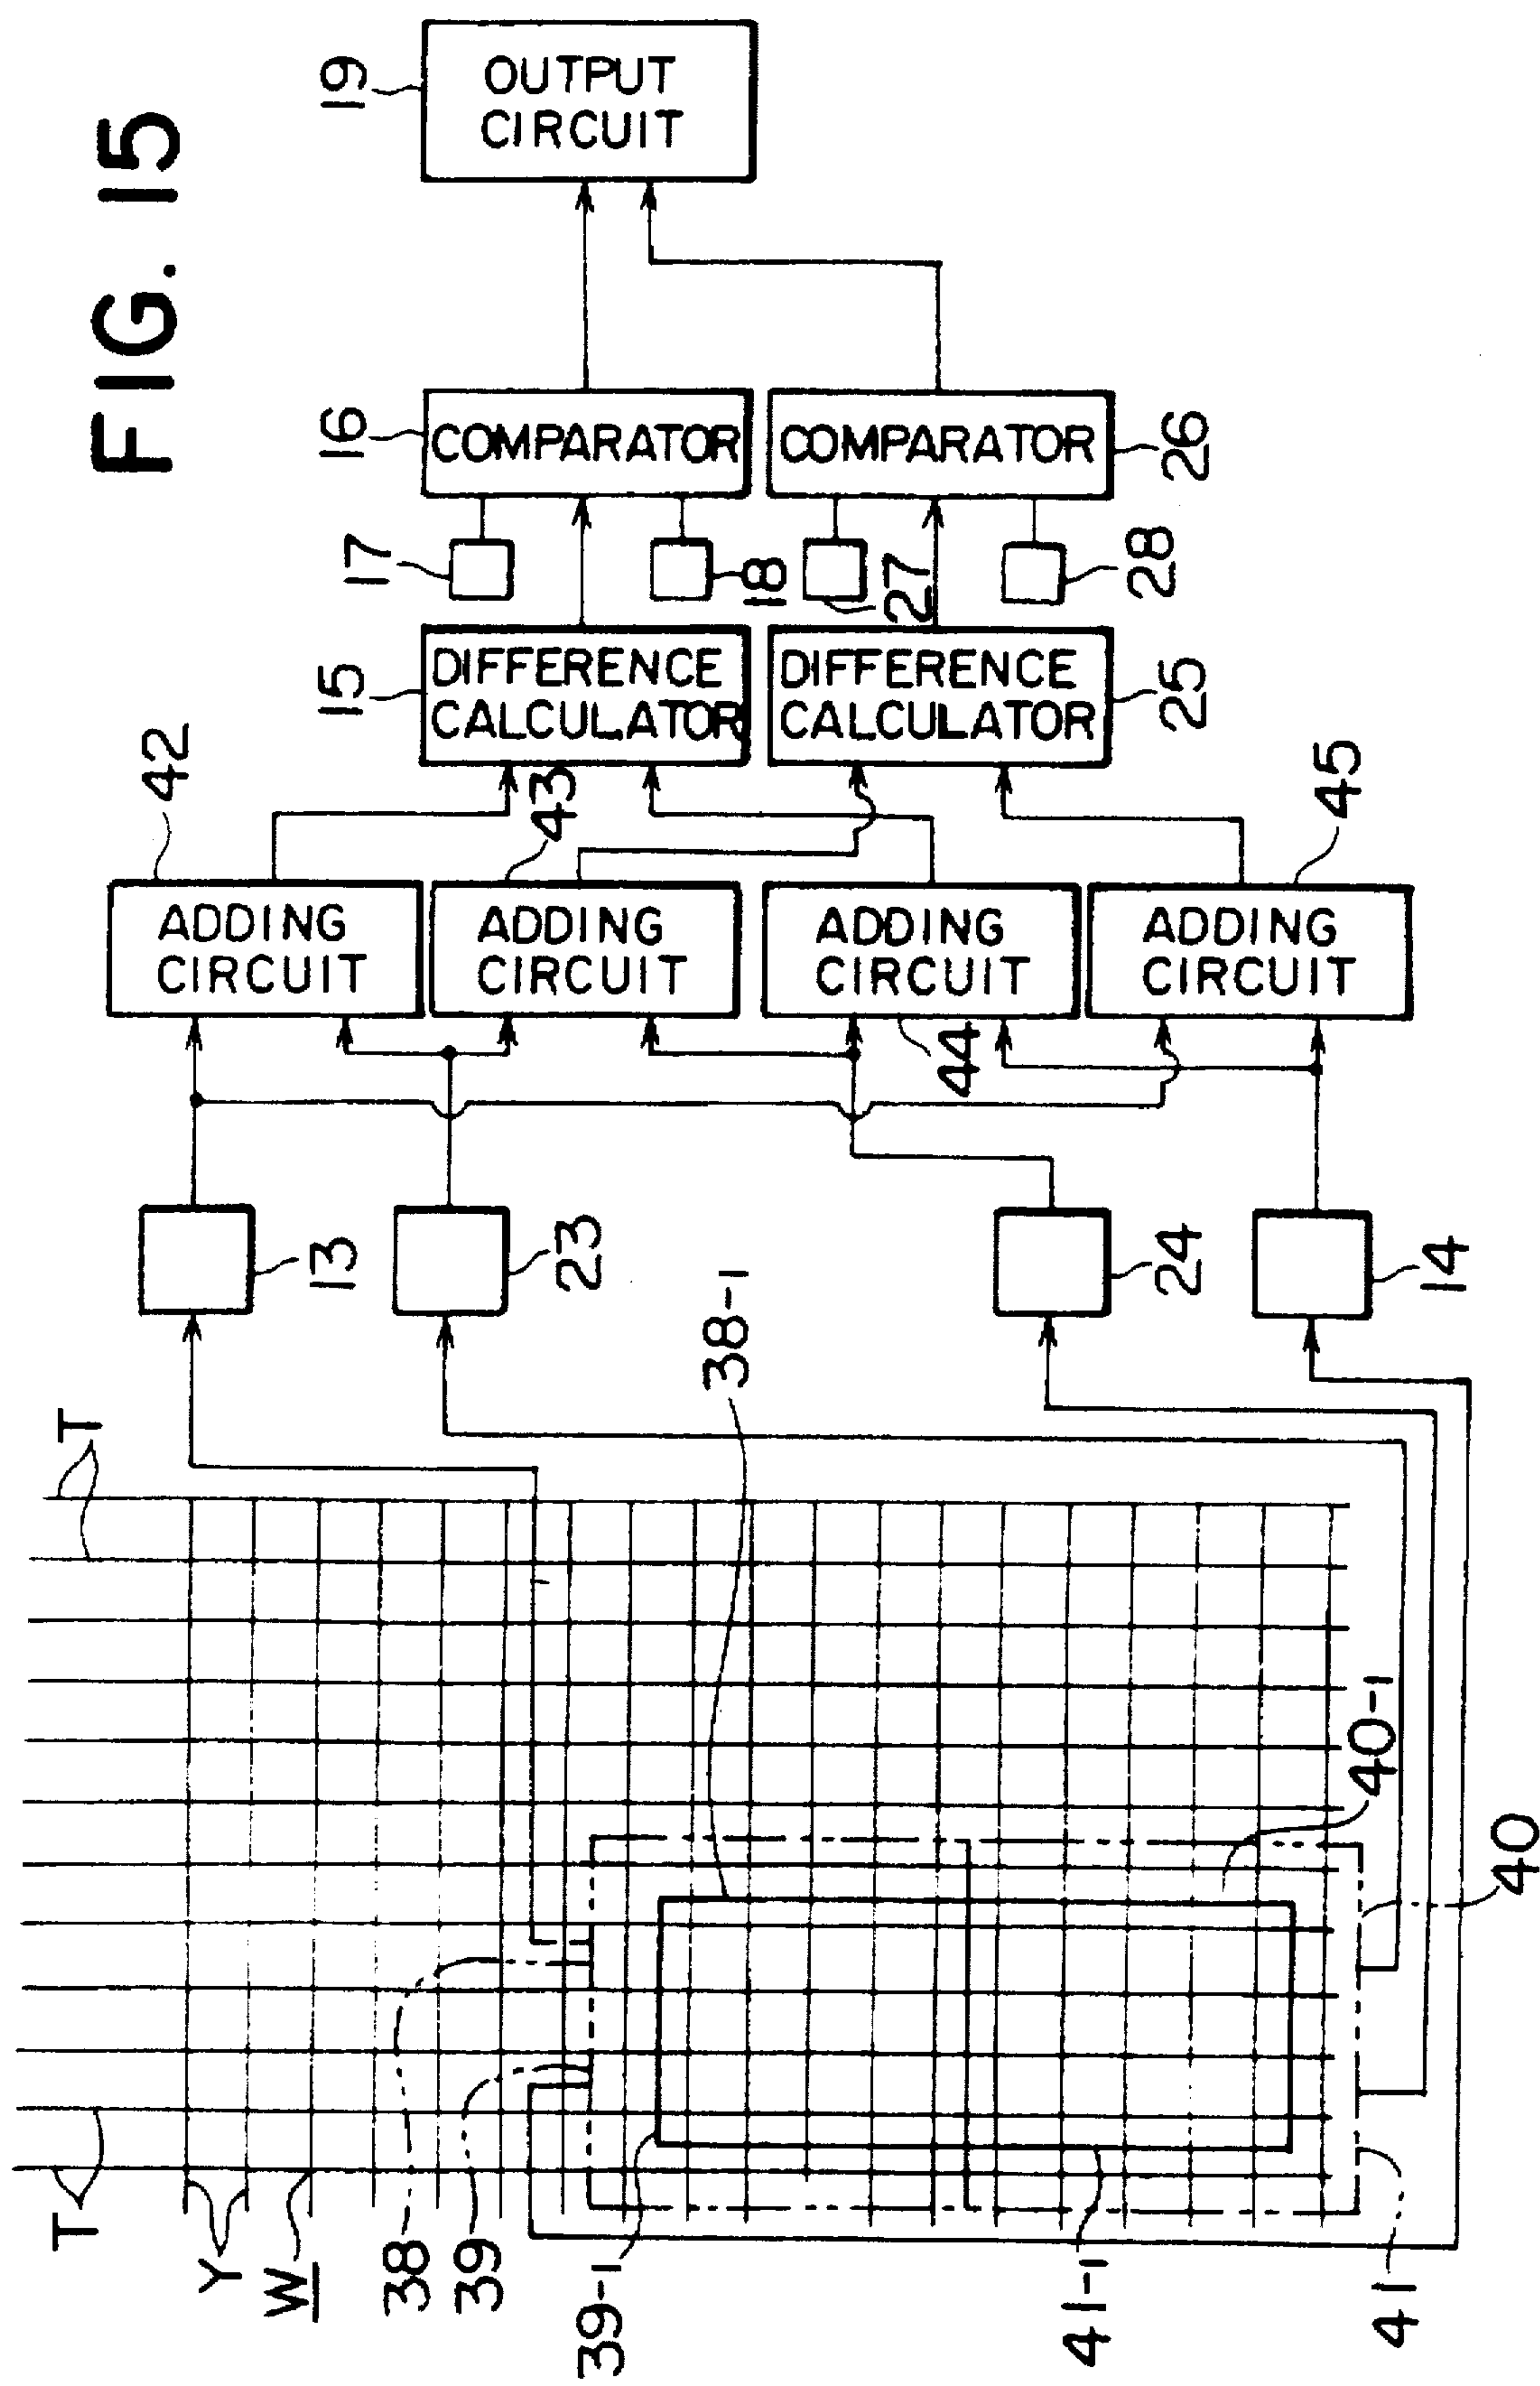 FIG. 15
19
OUTPUT
CIRCUIT
16
COMPARATOR
COMPARATOR
26
17
18
27
28
15
DIFFERENCE
CALCULATOR
DIFFERENCE
CALCULATOR
25
42
43
45
ADDING
CIRCUIT
ADDING
CIRCUIT
ADDING
CIRCUIT
ADDING
CIRCUIT
44
13
23
24
14
38-1
T
40-1
40
T
Y
W
38
39
39-1
41-1
41